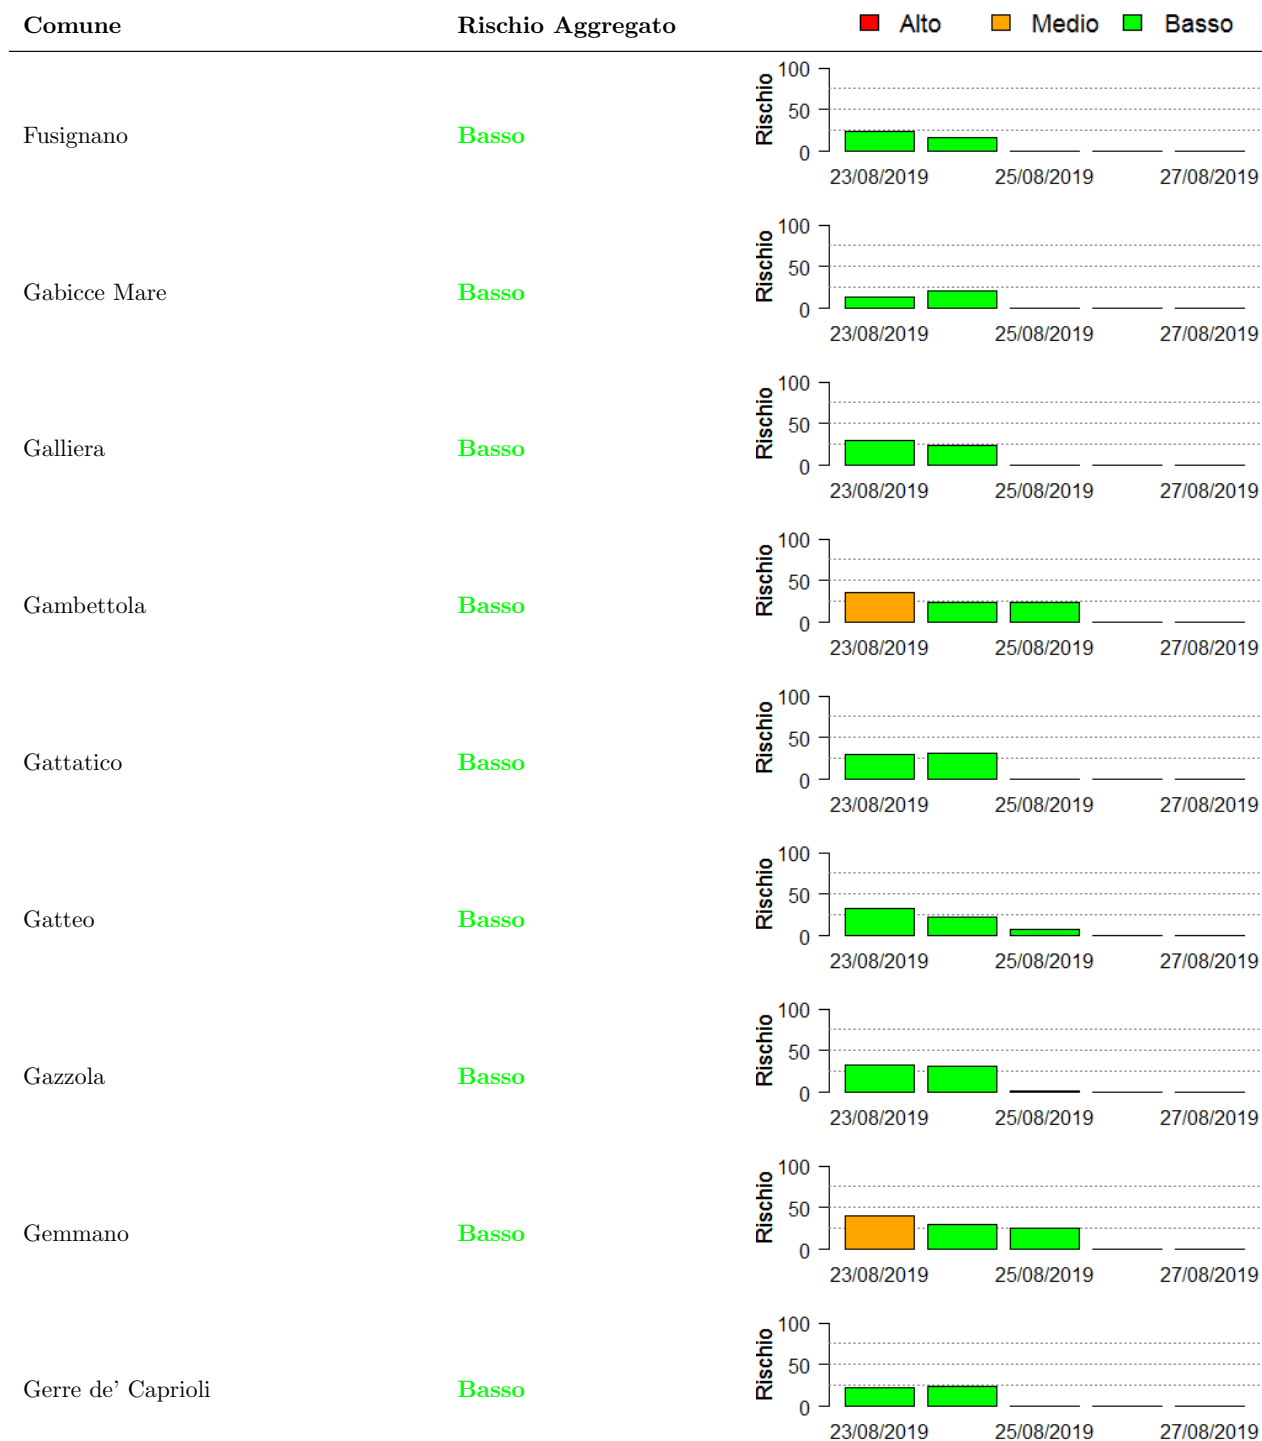 Comune Rischio Aggregato Alto Medio Basso
100
50
0
Rischio
Fusignano Basso
23/08/2019 25/08/2019 27/08/2019
100
50
0
Rischio
Gabicce Mare Basso
23/08/2019 25/08/2019 27/08/2019
100
50
0
Rischio
Galliera Basso
23/08/2019 25/08/2019 27/08/2019
100
50
0
Rischio
Gambettola Basso
23/08/2019 25/08/2019 27/08/2019
100
50
0
Rischio
Gattatico Basso
23/08/2019 25/08/2019 27/08/2019
100
50
0
Rischio
Gatteo Basso
23/08/2019 25/08/2019 27/08/2019
100
50
0
Rischio
Gazzola Basso
23/08/2019 25/08/2019 27/08/2019
100
50
0
Rischio
Gemmano Basso
23/08/2019 25/08/2019 27/08/2019
100
50
0
Rischio
Gerre de' Caprioli Basso
23/08/2019 25/08/2019 27/08/2019